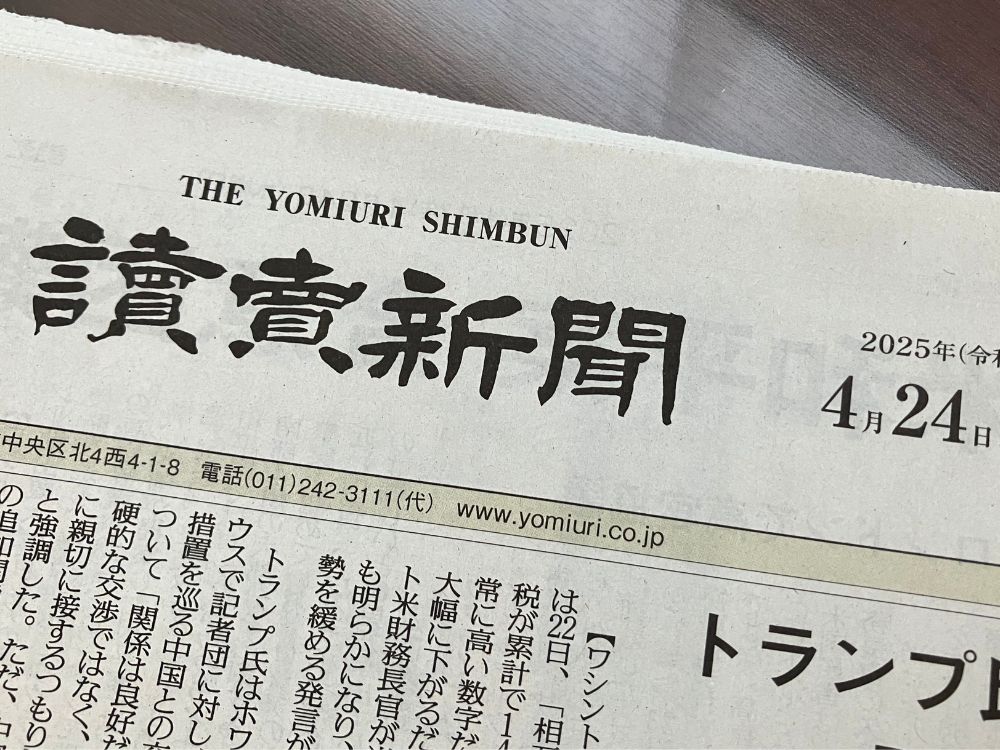 THE YOMIURI SHIMBUN
讀賣新聞
2025年(令和
4月24日
中央区北4西4-1-8 電話(011)242-3111(代) www.yomiuri.co.jp
トランプ氏
【ワシント
は22日、「相互
税が累計で14
常に高い数字だ
大幅に下がるだ
ト米財務長官が
も明らかになり、
勢を緩める発言が
トランプ氏はホワ
ウスで記者団に対し
措置を巡る中国との交
ついて「関係は良好だ
硬的な交渉ではなく、
に親切に接するつもり
と強調した。ただ、中
の追加関